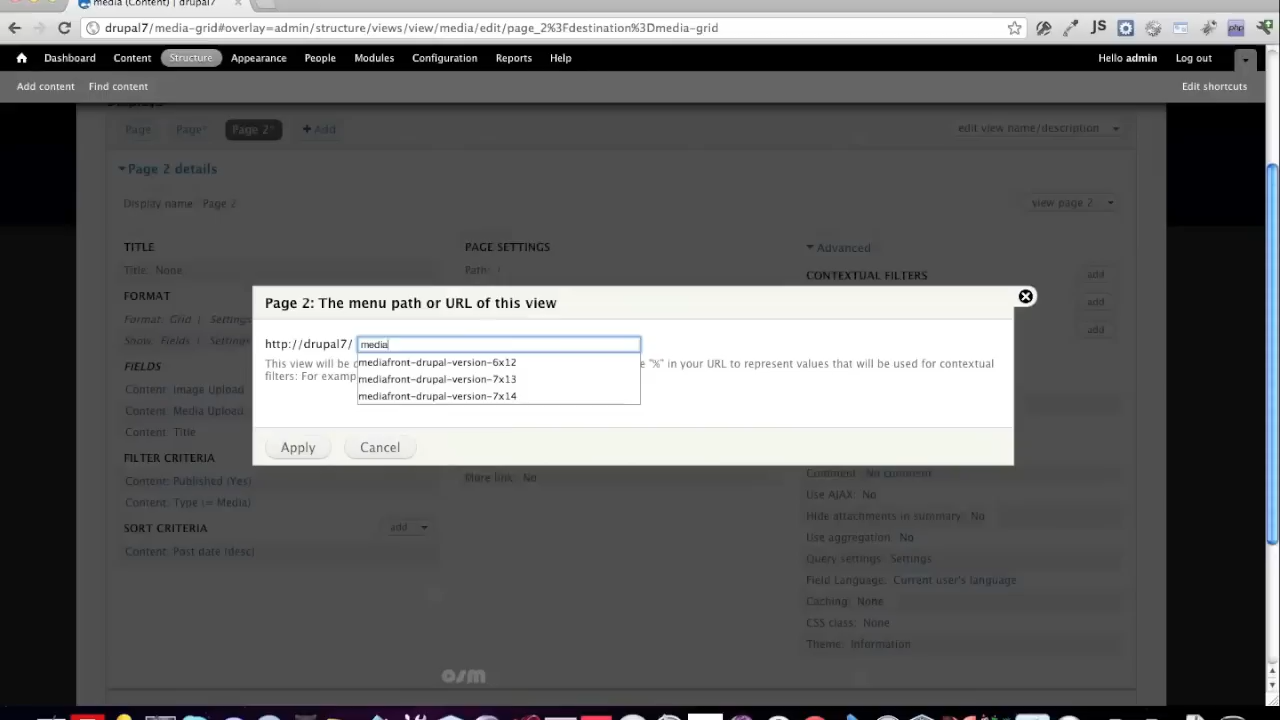 media (Content) | drupal7
drupal7/media-grid#overlay=admin/structure/views/view/media/edit/page_2%3Fdestination%3Dmedia-grid
JS
php
Dashboard Content Structure Appearance People Modules Configuration Reports Help
Hello admin Log out
Add content Find content
Edit shortcuts
Page Page* Page 2* + Add
edit view name/description
Page 2 details
Display name: Page 2
view page 2
TITLE
Title: None
FORMAT
Format: Grid | Settings
Show: Fields | Settings
FIELDS
Content: Image Upload
Content: Media Upload
Content: Title
FILTER CRITERIA
Content: Published (Yes)
Content: Type (= Media)
SORT CRITERIA
add
Content: Post date (desc)
PAGE SETTINGS
Path: /
More link: No
Advanced
CONTEXTUAL FILTERS
add
add
add
Comment: No comment
Use AJAX: No
Hide attachments in summary: No
Use aggregation: No
Query settings: Settings
Field Language: Current user's language
Caching: None
CSS class: None
Theme: Information
Page 2: The menu path or URL of this view
http://drupal7/ media
mediafront-drupal-version-6x12
mediafront-drupal-version-7x13
mediafront-drupal-version-7x14
This view will be
e "%" in your URL to represent values that will be used for contextual
filters: For examp
Apply Cancel
osm